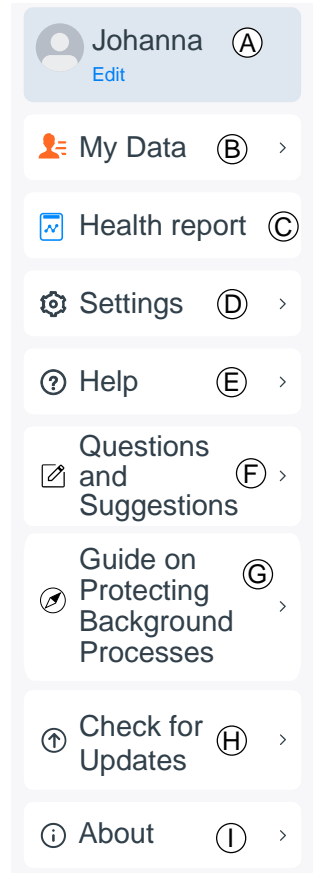 Johanna Ⓐ
Edit
My Data Ⓑ
Health report Ⓒ
Settings Ⓓ
Help Ⓔ
Questions
and Ⓕ
Suggestions
Guide on Ⓖ
Protecting
Background
Processes
Check for Ⓗ
Updates
About Ⓘ